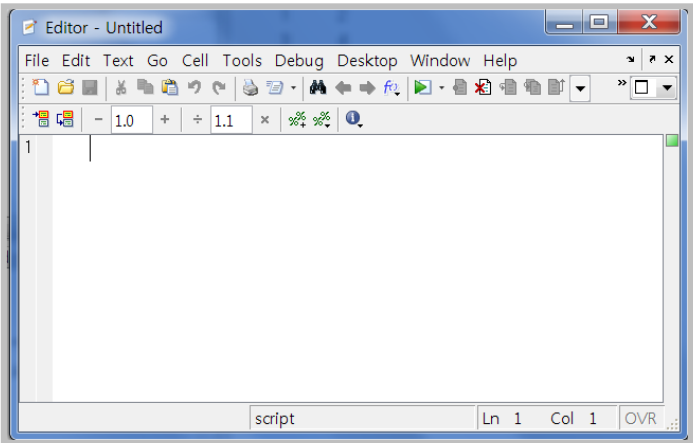 Editor - Untitled
File Edit Text Go Cell Tools Debug Desktop Window Help
- 1.0 + ÷ 1.1 ×
1
script Ln 1 Col 1 OVR